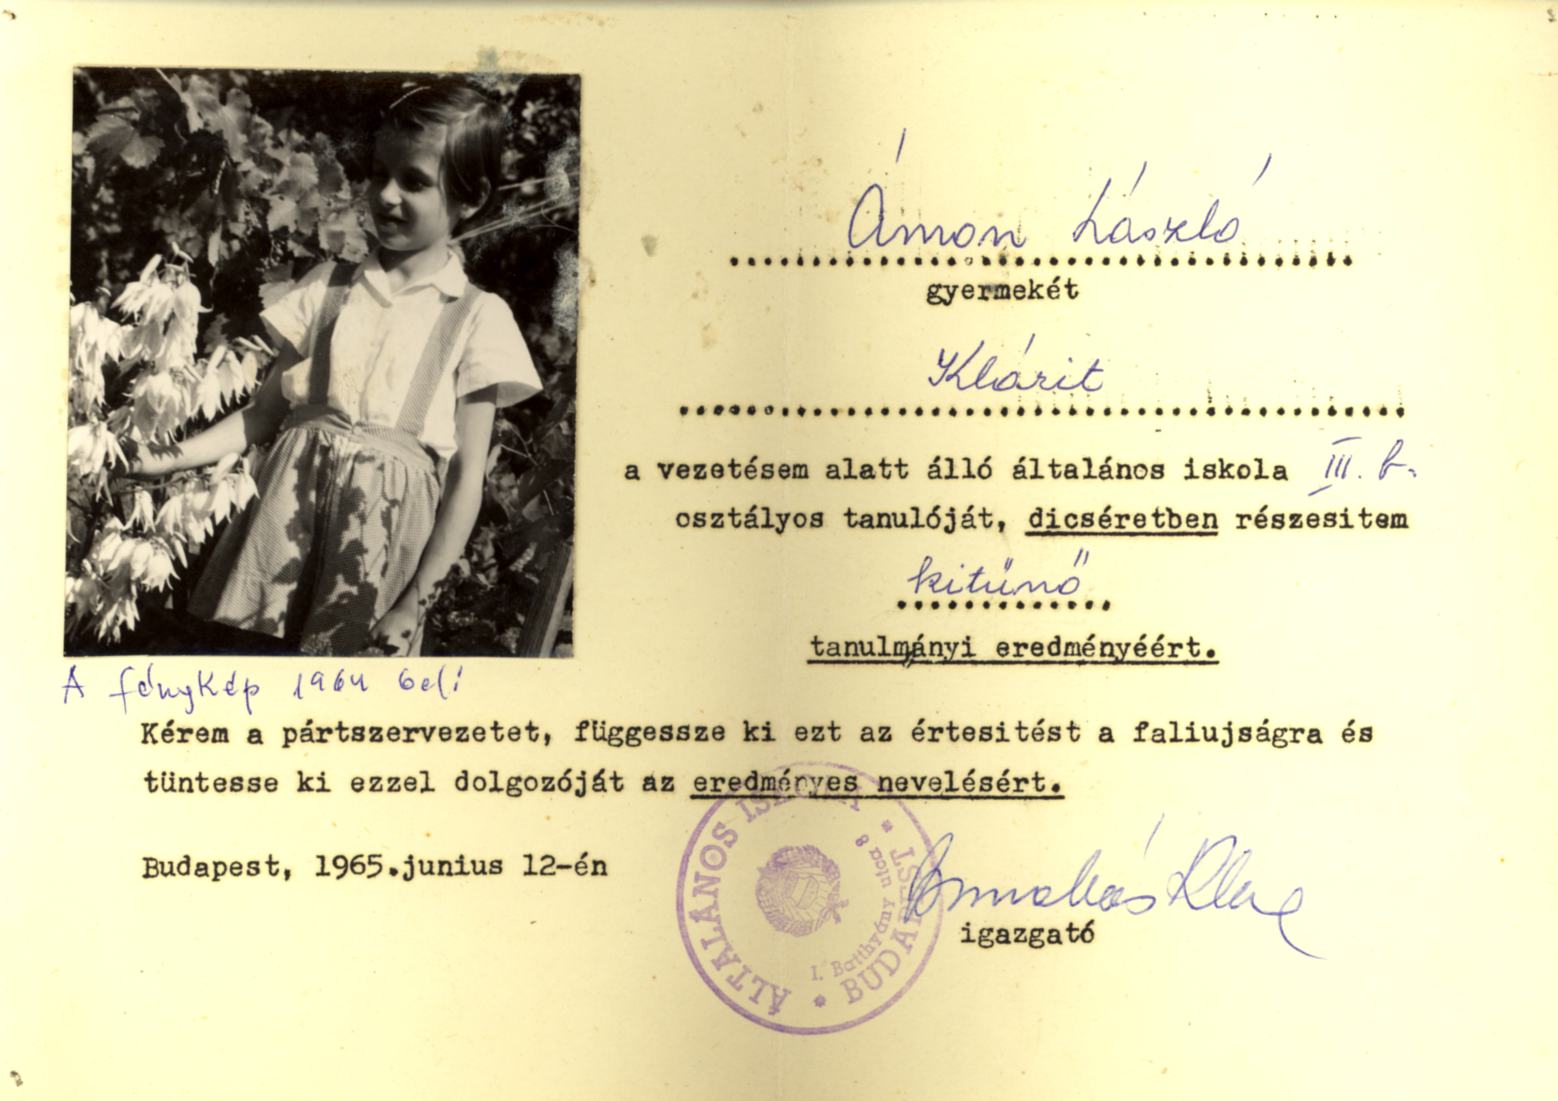 Ámon László
gyermekét
Klárit
a vezetésem alatt álló általános iskola III. b.
osztályos tanulóját, dicséretben részesitem
kitünő
tanulmányi eredményéért.
A fénykép 1964 beli
Kérem a pártszervezetet, függessze ki ezt az értesitést a faliujságra és
tüntesse ki ezzel dolgozóját az eredményes nevelésért.
Budapest, 1965.junius 12-én
igazgató
ÁLTALÁNOS ISKOLA * BUDAPEST *
I. Batthyány utca 8